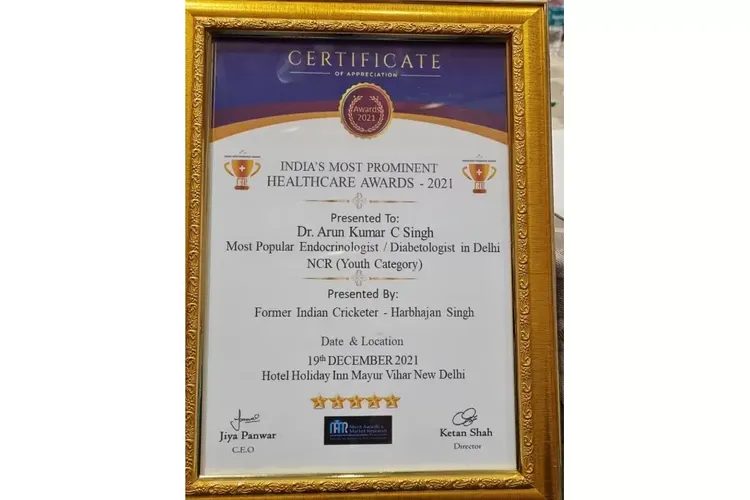 CERTIFICATE
OF APPRECIATION
Awards
2021
INDIA'S MOST PROMINENT
HEALTHCARE AWARDS - 2021
Presented To:
Dr. Arun Kumar C Singh
Most Popular Endocrinologist / Diabetologist in Delhi
NCR (Youth Category)
Presented By:
Former Indian Cricketer - Harbhajan Singh
Date & Location
19th DECEMBER 2021
Hotel Holiday Inn Mayur Vihar New Delhi
Jiya Panwar
C.E.O
Ketan Shah
Director